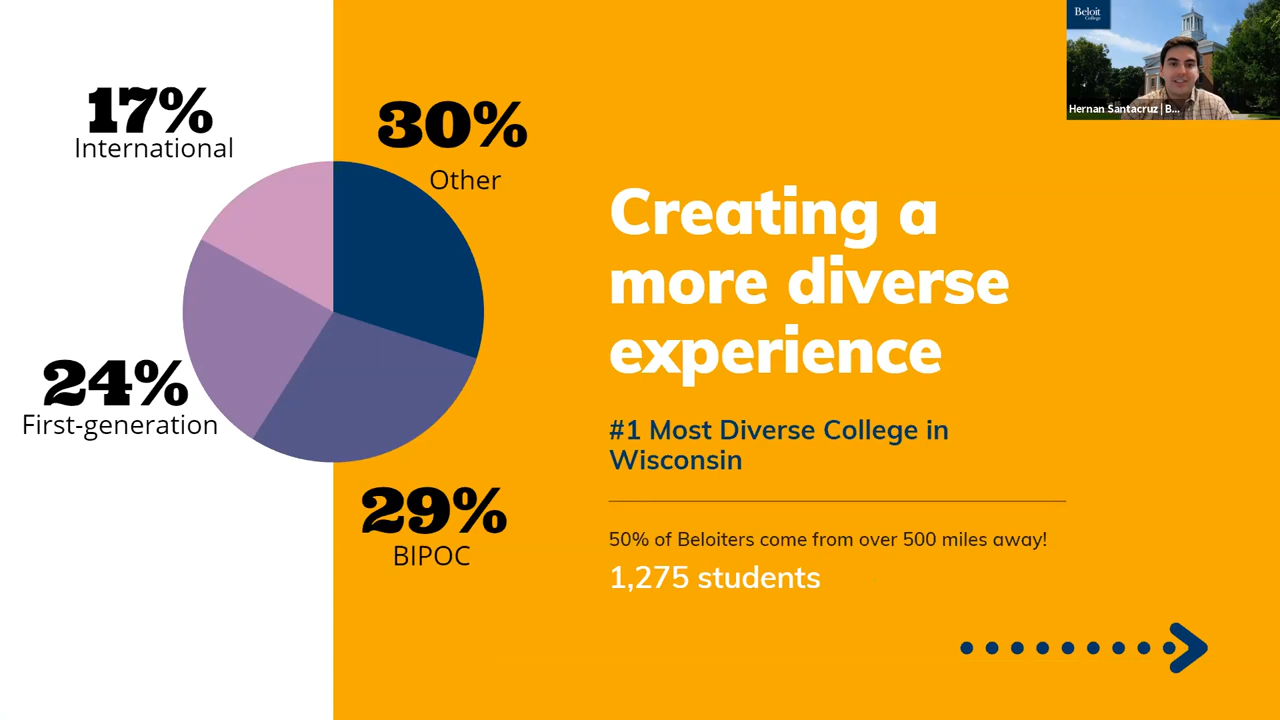 17%
International
30%
Other
24%
First-generation
29%
BIPOC
Creating a
more diverse
experience
#1 Most Diverse College in
Wisconsin
50% of Beloiters come from over 500 miles away!
1,275 students
Beloit
College
Hernan Santacruz | B...